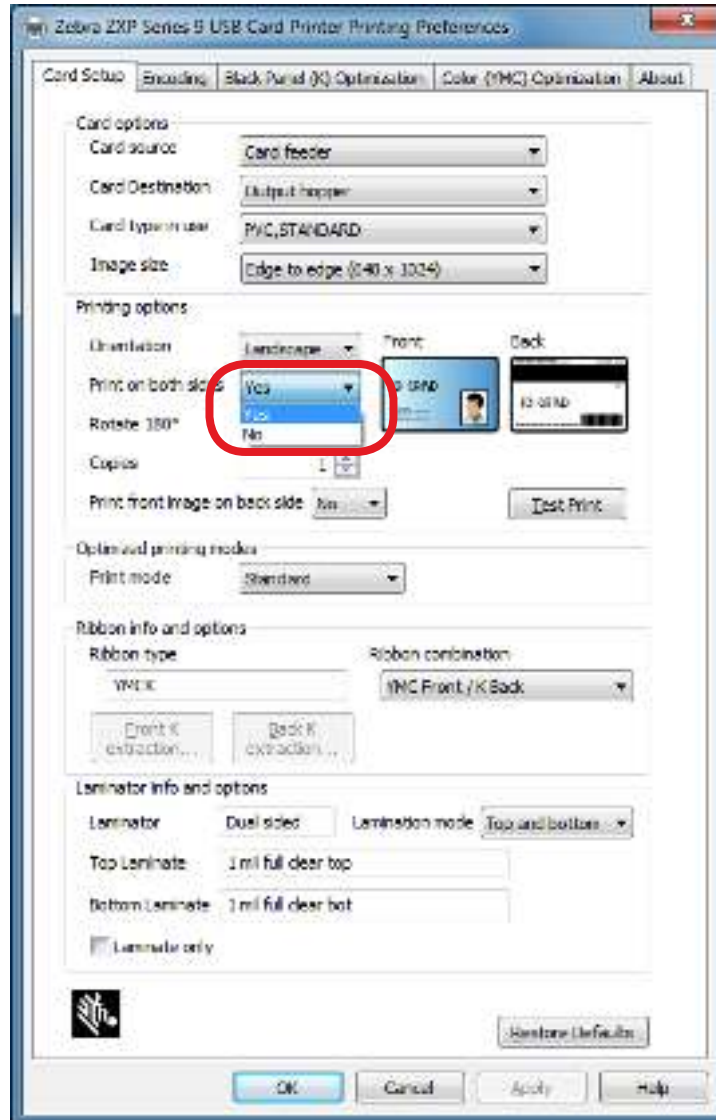 Zebra ZXP Series 9 USB Card Printer Printing Preferences
Card Setup Encoding Black Panel (K) Optimization Color (YMC) Optimization About
Card options
Card source Card feeder
Card Destination Output hopper
Card type in use PVC,STANDARD
Image size Edge to edge (648 x 1024)
Printing options
Orientation Landscape Front Back
Print on both sides Yes
Yes
Rotate 180°
No
Copies 1
Print front image on back side No Test Print
Optimized printing modes
Print mode Standard
Ribbon info and options
Ribbon type Ribbon combination
YMCK YMC Front / K Back
Front K extraction... Back K extraction...
Laminator info and options
Laminator Dual sided Lamination mode Top and bottom
Top Laminate 1 mil full clear top
Bottom Laminate 1 mil full clear bot
Laminate only
Restore Defaults
OK Cancel Apply Help